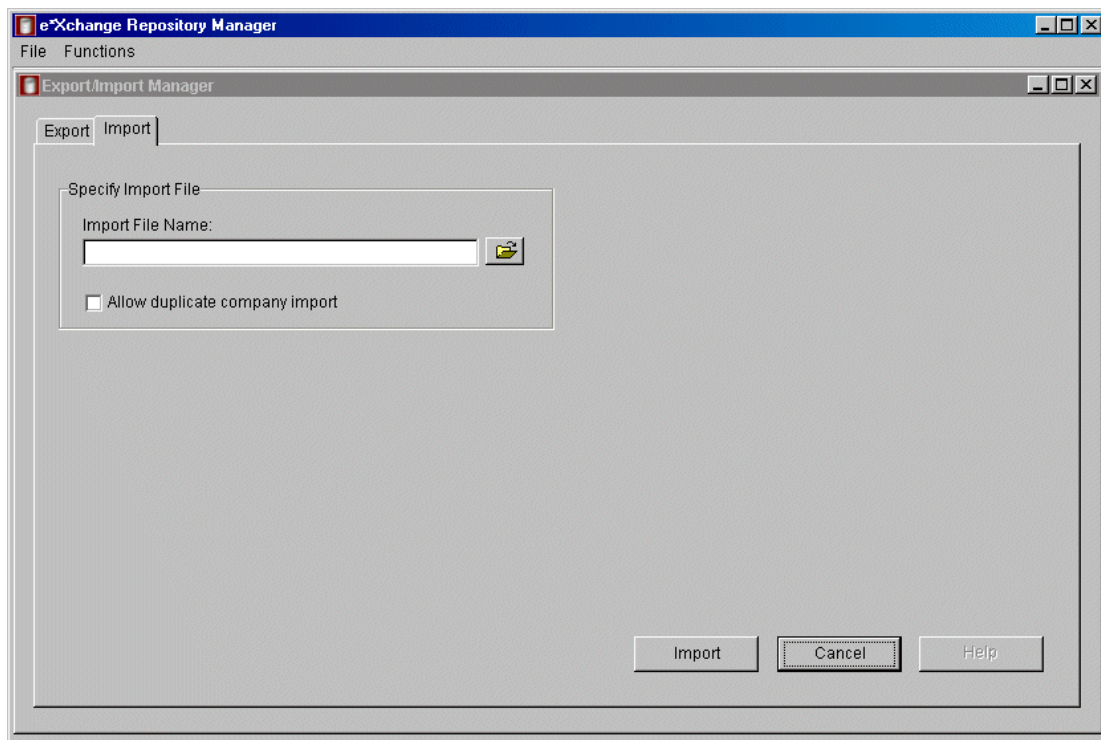 e*Xchange Repository Manager
File Functions
Export/Import Manager
Export Import
Specify Import File
Import File Name:
Allow duplicate company import
Import Cancel Help